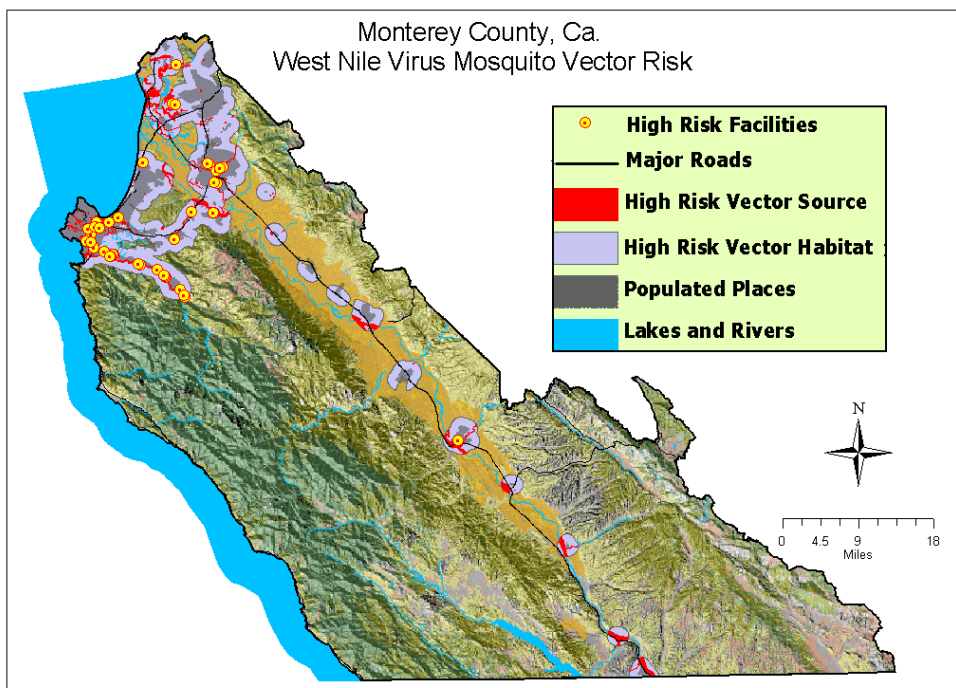 Monterey County, Ca.
West Nile Virus Mosquito Vector Risk
High Risk Facilities
Major Roads
High Risk Vector Source
High Risk Vector Habitat
Populated Places
Lakes and Rivers
N
0 4.5 9 18
Miles